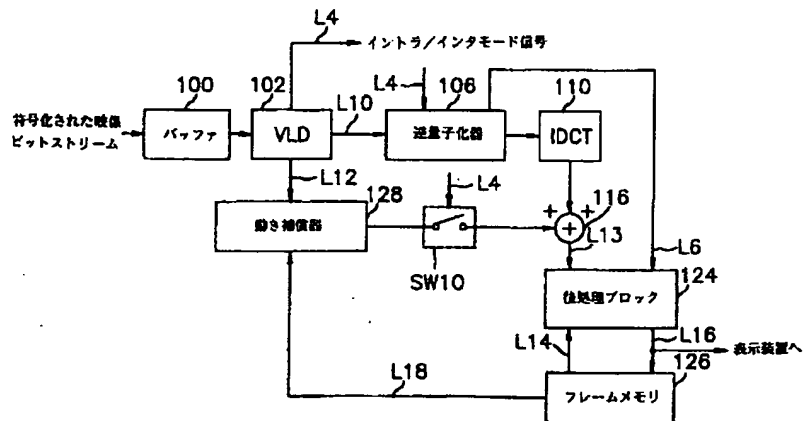 L4
イントラ/インタモード信号
100
102
L4
106
110
符号化された映像
ビットストリーム
バッファ
VLD
L10
逆量子化器
IDCT
L12
128
L4
116
動き補償器
+ +
+
L13
L6
SW10
124
後処理ブロック
L14
L16
表示装置へ
126
L18
フレームメモリ